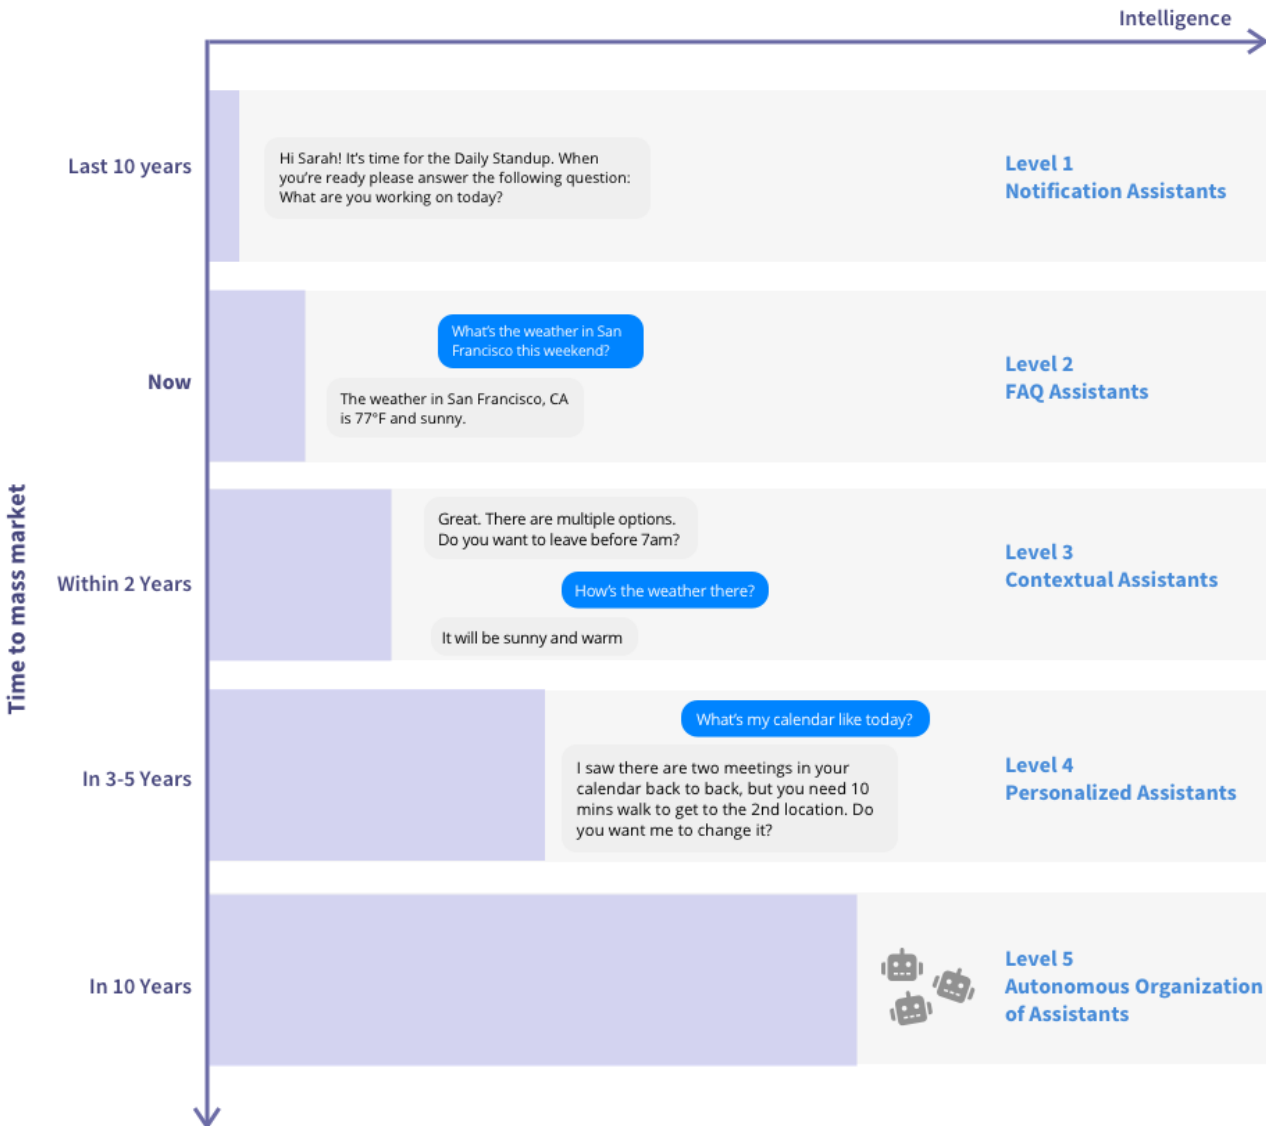 Intelligence
Time to mass market
Last 10 years
Hi Sarah! It's time for the Daily Standup. When
you're ready please answer the following question:
What are you working on today?
Level 1
Notification Assistants
Now
What's the weather in San
Francisco this weekend?
The weather in San Francisco, CA
is 77°F and sunny.
Level 2
FAQ Assistants
Within 2 Years
Great. There are multiple options.
Do you want to leave before 7am?
How's the weather there?
It will be sunny and warm
Level 3
Contextual Assistants
In 3-5 Years
What's my calendar like today?
I saw there are two meetings in your
calendar back to back, but you need 10
mins walk to get to the 2nd location. Do
you want me to change it?
Level 4
Personalized Assistants
In 10 Years
Level 5
Autonomous Organization
of Assistants